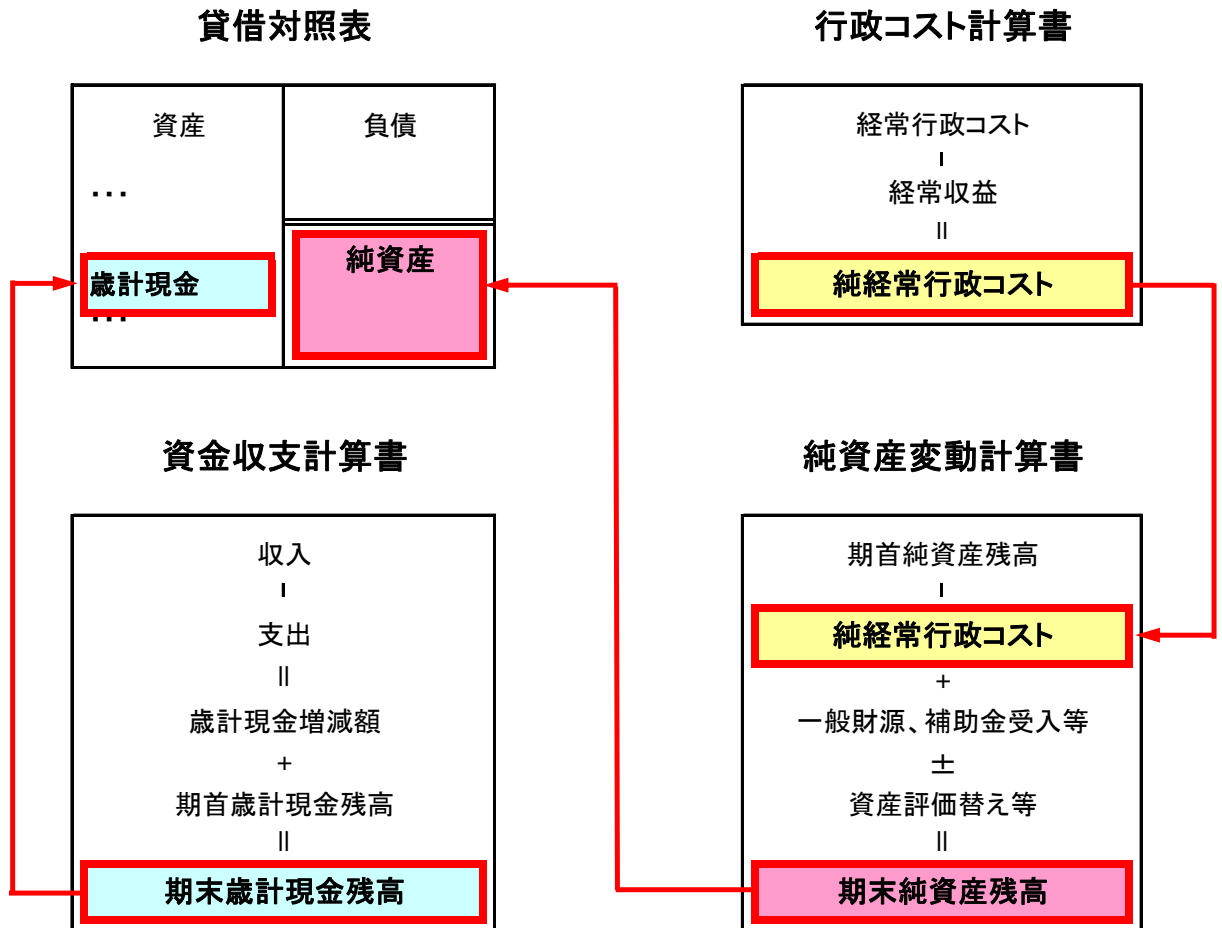 貸借対照表
資産
負債
・・・
歳計現金
純資産
・・・
行政コスト計算書
経常行政コスト
－
経常収益
＝
純経常行政コスト
資金収支計算書
収入
－
支出
＝
歳計現金増減額
+
期首歳計現金残高
＝
期末歳計現金残高
純資産変動計算書
期首純資産残高
－
純経常行政コスト
+
一般財源、補助金受入等
±
資産評価替え等
＝
期末純資産残高